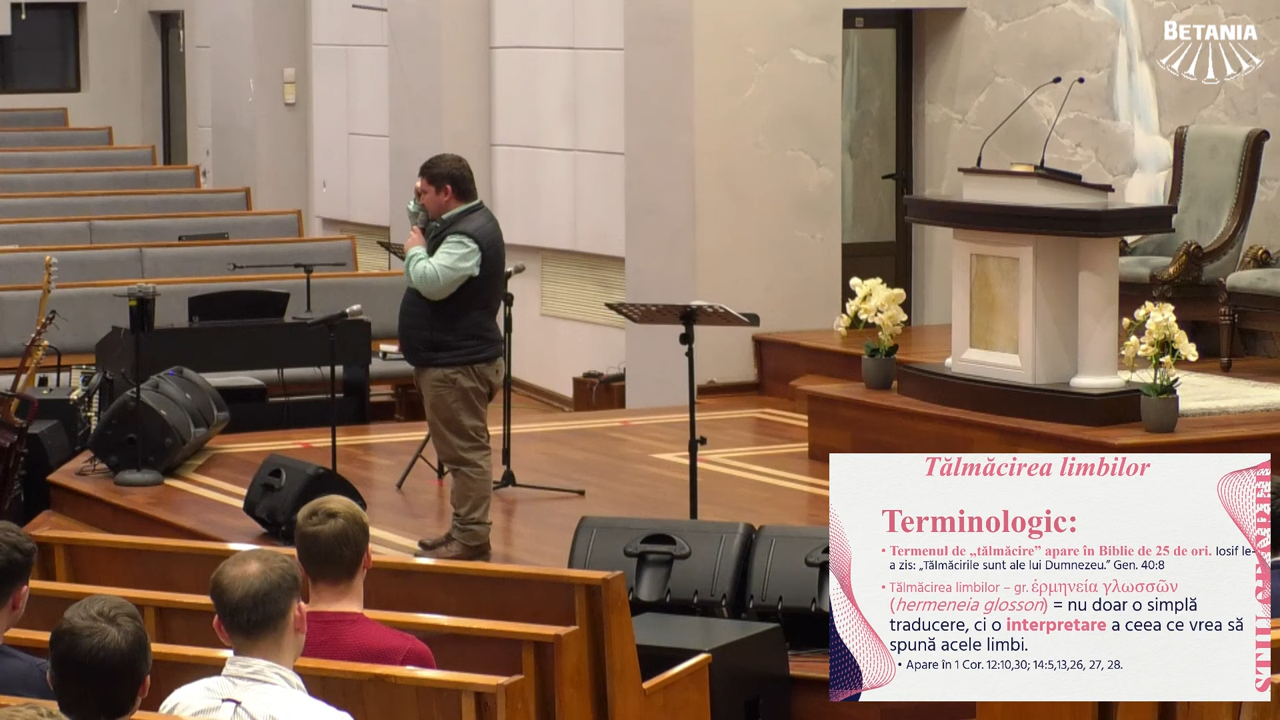 BETANIA
Tălmăcirea limbilor
Terminologic:
• Termenul de „tălmăcire” apare în Biblie de 25 de ori. Iosif le-
a zis: „Tălmăcirile sunt ale lui Dumnezeu.” Gen. 40:8
• Tălmăcirea limbilor – gr. ἑρμηνεία γλωσσῶν
(hermeneia glosson) = nu doar o simplă
traducere, ci o interpretare a ceea ce vrea să
spună acele limbi.
• Apare în 1 Cor. 12:10,30; 14:5,13,26, 27, 28.